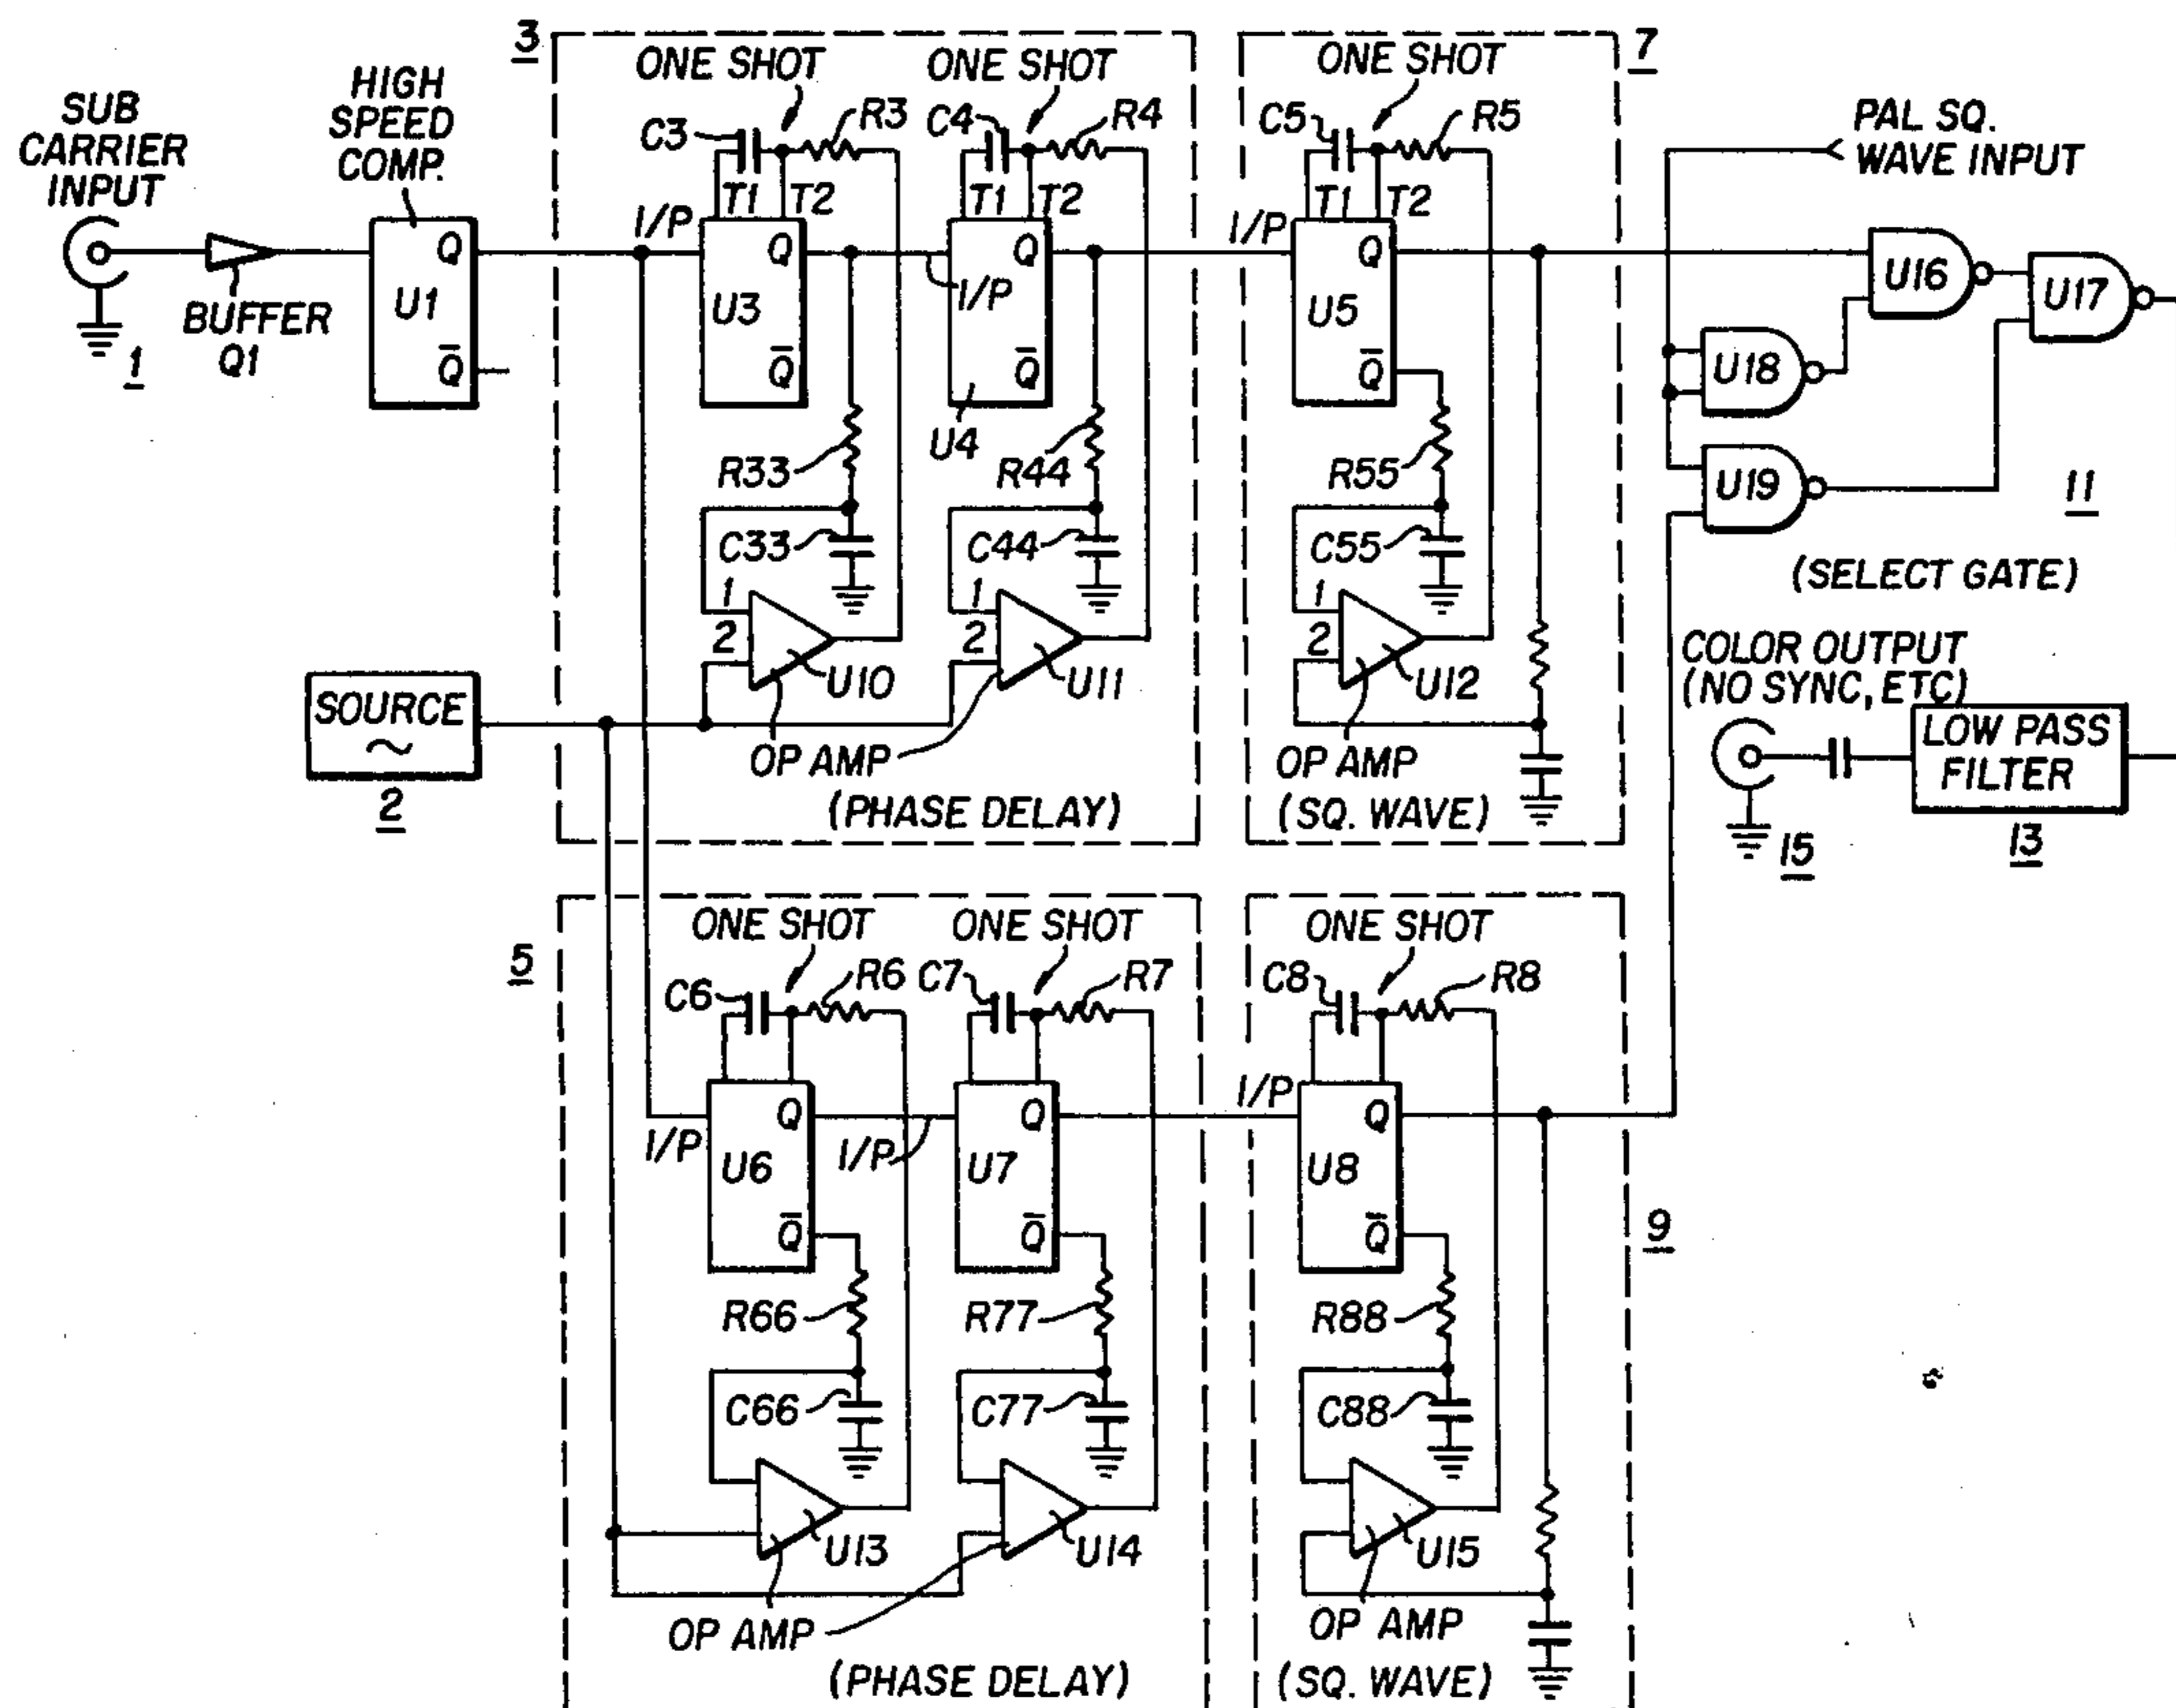 3
ONE SHOT
ONE SHOT
ONE SHOT
7
SUB
CARRIER
INPUT
HIGH
SPEED
COMP.
C3
R3
C4
R4
C5
R5
PAL SQ.
WAVE INPUT
T1
T2
T1
T2
T1
T2
I/P
I/P
I/P
Q
U1
Q̅
Q
U3
Q̅
Q
Q̅
U4
Q
U5
Q̅
U16
U17
U18
U19
BUFFER
Q1
1
R33
R44
R55
11
C33
C44
C55
(SELECT GATE)
1
2
1
2
1
2
U10
U11
U12
SOURCE
~
2
OP AMP
OP AMP
(PHASE DELAY)
(SQ. WAVE)
COLOR OUTPUT
(NO SYNC, ETC)
LOW PASS
FILTER
13
15
5
ONE SHOT
ONE SHOT
ONE SHOT
C6
R6
C7
R7
C8
R8
I/P
I/P
I/P
Q
U6
Q̅
Q
U7
Q̅
Q
U8
Q̅
9
R66
R77
R88
C66
C77
C88
U13
U14
U15
OP AMP
OP AMP
(PHASE DELAY)
(SQ. WAVE)